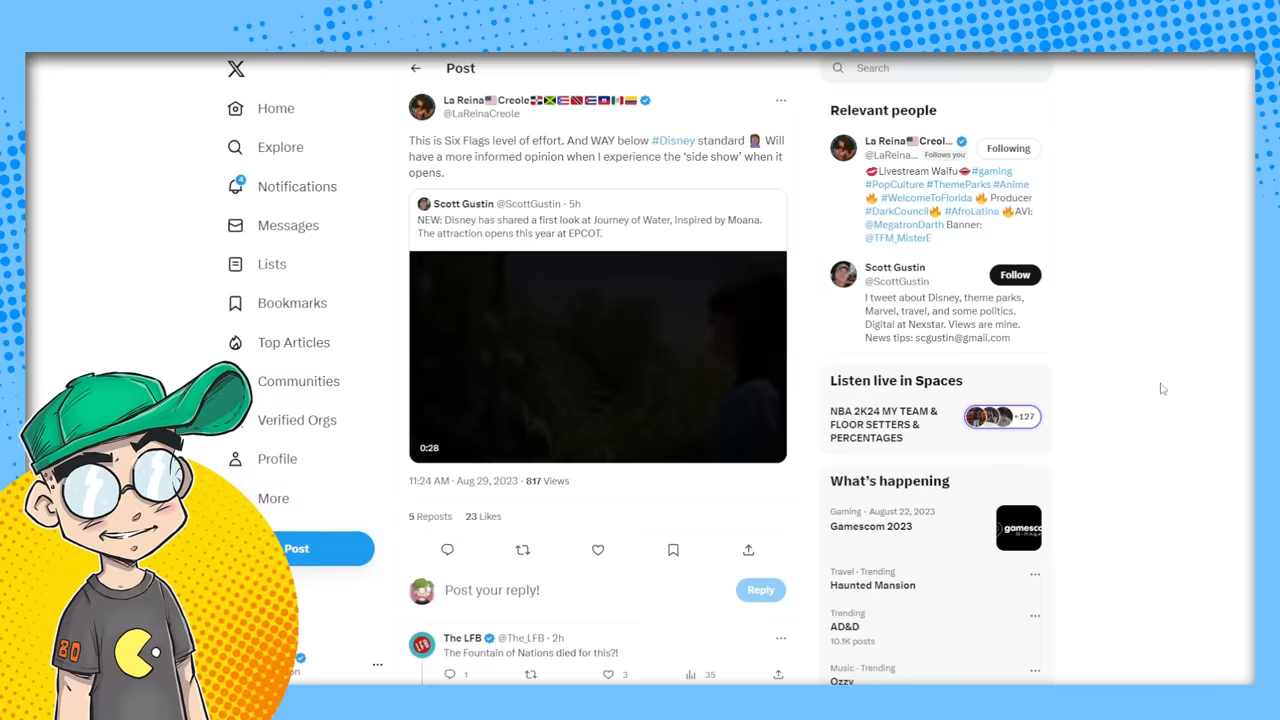 Home
Explore
4
Notifications
Messages
Lists
Bookmarks
Top Articles
Communities
Verified Orgs
Profile
More
Post
80
Post
La Reina🇺🇸Creole🇩🇴🇯🇲🇵🇷🇹🇹🇨🇺🇭🇹🇲🇽🇨🇴
@LaReinaCreole
This is Six Flags level of effort. And WAY below #Disney standard 🤦🏾‍♀️ Will
have a more informed opinion when I experience the 'side show' when it
opens.
Scott Gustin @ScottGustin · 5h
NEW: Disney has shared a first look at Journey of Water, Inspired by Moana.
The attraction opens this year at EPCOT.
0:28
11:24 AM · Aug 29, 2023 · 817 Views
5 Reposts 23 Likes
Post your reply!
Reply
The LFB @The_LFB · 2h
The Fountain of Nations died for this?!
1 3 35
Search
Relevant people
La Reina🇺🇸Creol...
Following
@LaReina... Follows you
💋Livestream Waifu💋#gaming
#PopCulture #ThemeParks #Anime
🔥 #WelcomeToFlorida 🔥 Producer
#DarkCouncil🔥 #AfroLatina 🔥AVI:
@MegatronDarth Banner:
@TFM_MisterE
Scott Gustin
@ScottGustin
Follow
I tweet about Disney, theme parks,
Marvel, travel, and some politics.
Digital at Nexstar. Views are mine.
News tips: scgustin@gmail.com
Listen live in Spaces
NBA 2K24 MY TEAM &
FLOOR SETTERS &
PERCENTAGES
+127
What's happening
Gaming · August 22, 2023
Gamescom 2023
gamesco
Travel · Trending
Haunted Mansion
Trending
AD&D
10.1K posts
Music · Trending
Ozzy